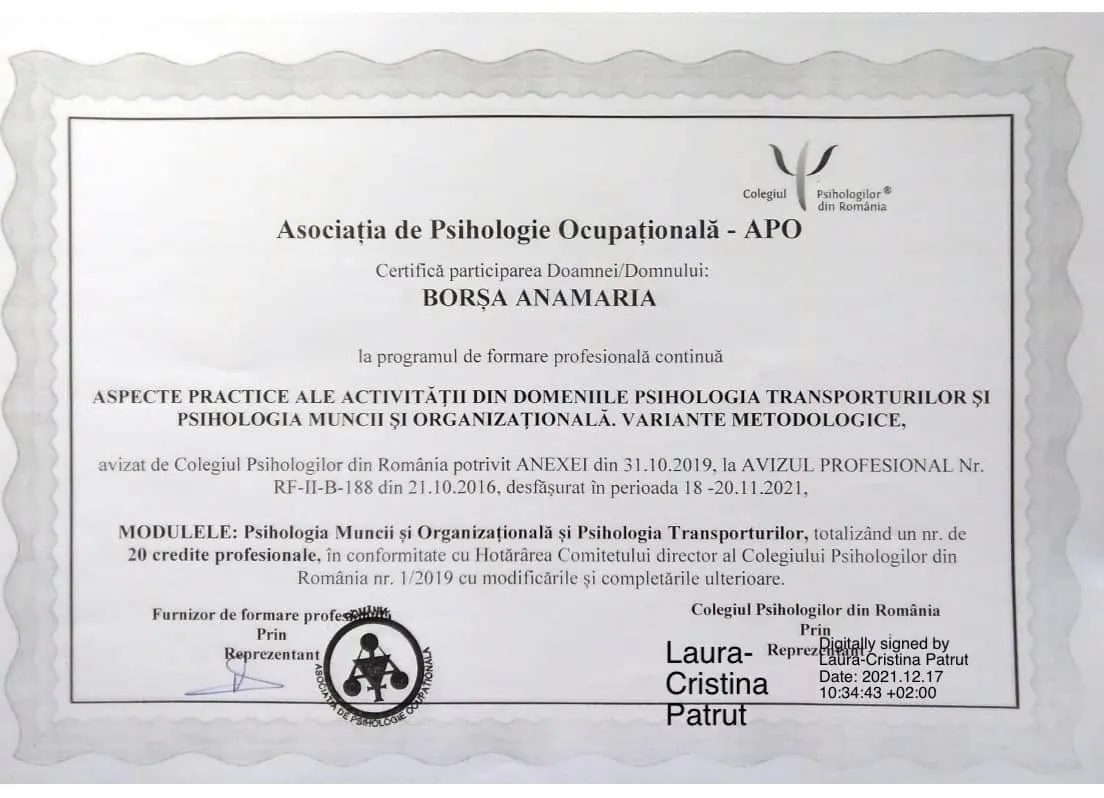 Colegiul Psihologilor®
din România
Asociația de Psihologie Ocupațională - APO
Certifică participarea Doamnei/Domnului:
BORȘA ANAMARIA
la programul de formare profesională continuă
ASPECTE PRACTICE ALE ACTIVITĂȚII DIN DOMENIILE PSIHOLOGIA TRANSPORTURILOR ȘI
PSIHOLOGIA MUNCII ȘI ORGANIZAȚIONALĂ. VARIANTE METODOLOGICE,
avizat de Colegiul Psihologilor din România potrivit ANEXEI din 31.10.2019, la AVIZUL PROFESIONAL Nr.
RF-II-B-188 din 21.10.2016, desfășurat în perioada 18 -20.11.2021,
MODULELE: Psihologia Muncii și Organizațională și Psihologia Transporturilor, totalizând un nr. de
20 credite profesionale, în conformitate cu Hotărârea Comitetului director al Colegiului Psihologilor din
România nr. 1/2019 cu modificările și completările ulterioare.
Furnizor de formare profesională
Prin
Reprezentant
ASOCIAȚIA DE PSIHOLOGIE OCUPAȚIONALĂ
Colegiul Psihologilor din România
Prin
Reprezentant
Laura-
Cristina
Patrut
Digitally signed by
Laura-Cristina Patrut
Date: 2021.12.17
10:34:43 +02:00